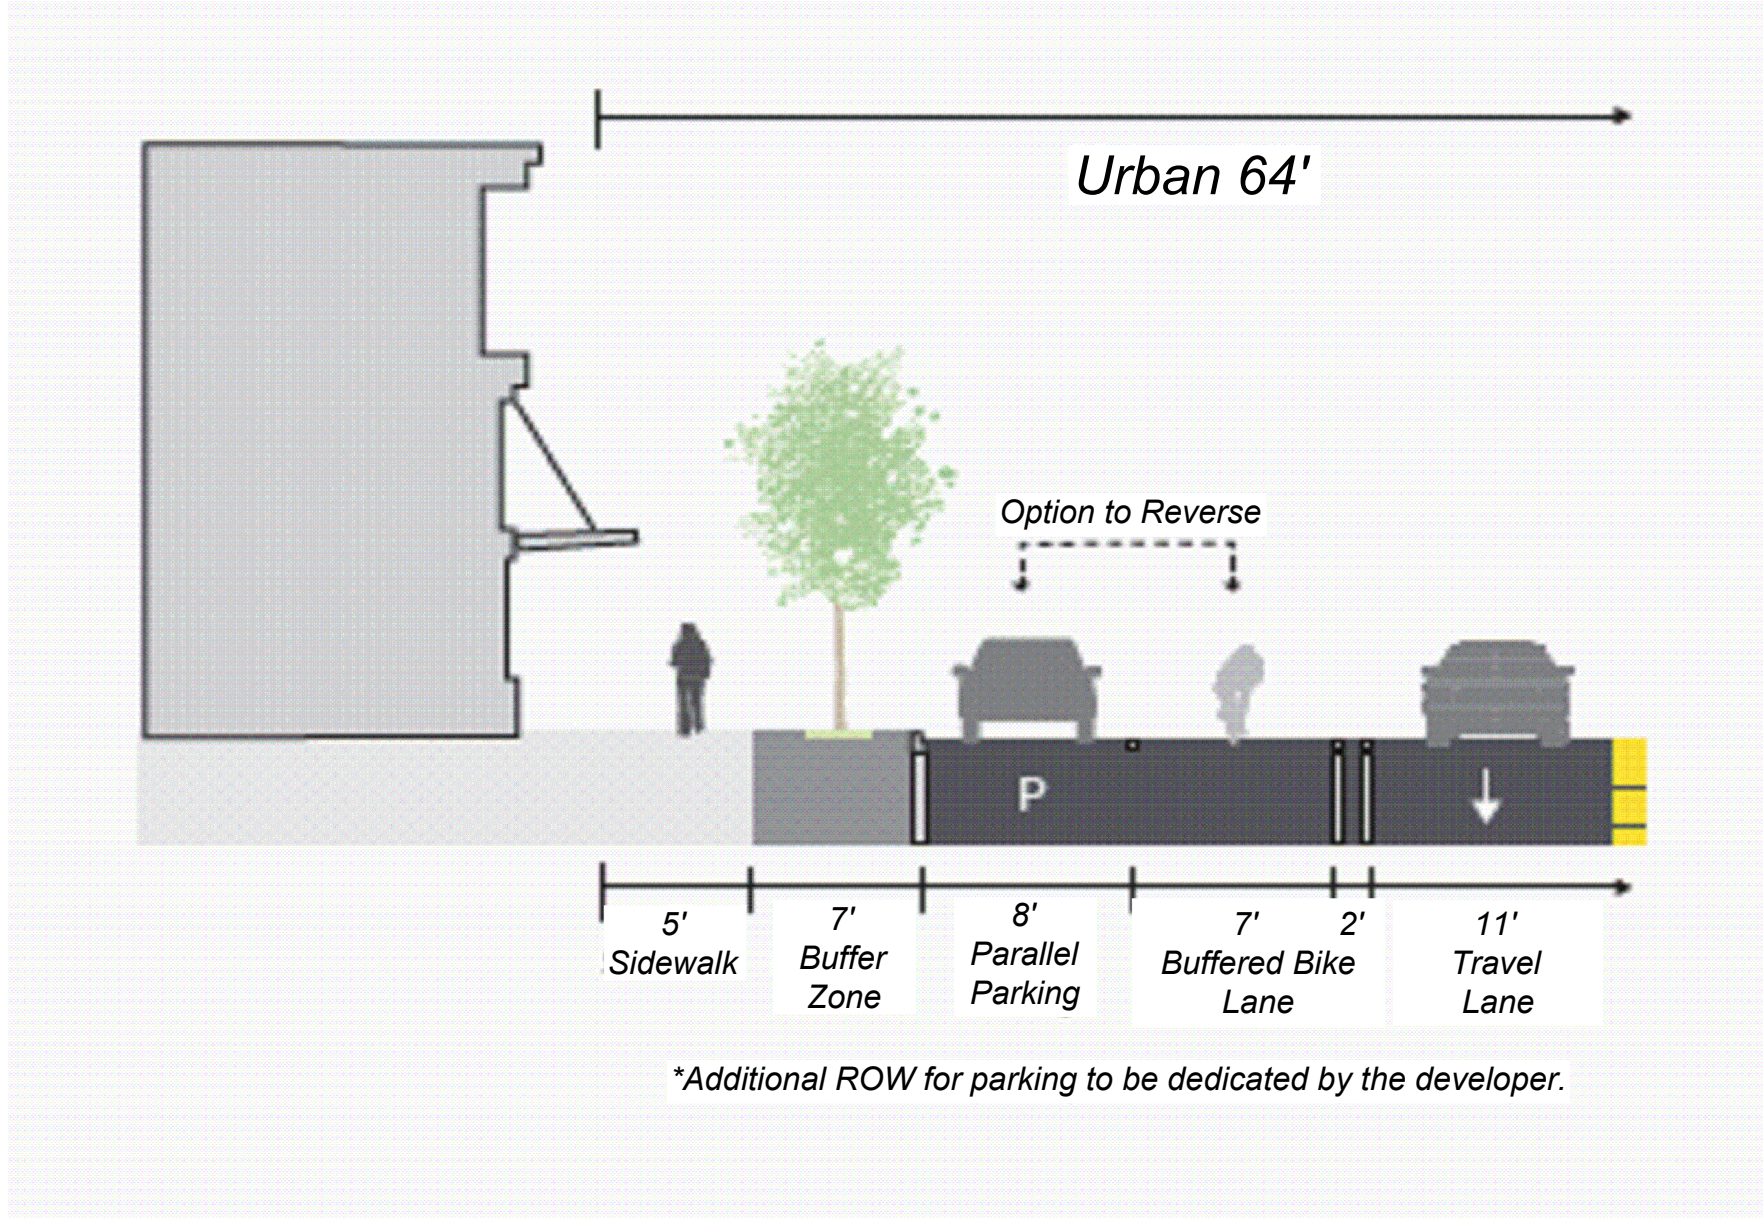 Urban 64'
Option to Reverse
P
5'
Sidewalk
7'
Buffer
Zone
8'
Parallel
Parking
7' 2'
Buffered Bike
Lane
11'
Travel
Lane
*Additional ROW for parking to be dedicated by the developer.